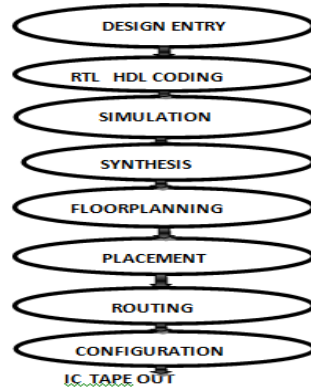 DESIGN ENTRY
RTL HDL CODING
SIMULATION
SYNTHESIS
FLOORPLANNING
PLACEMENT
ROUTING
CONFIGURATION
IC TAPE OUT